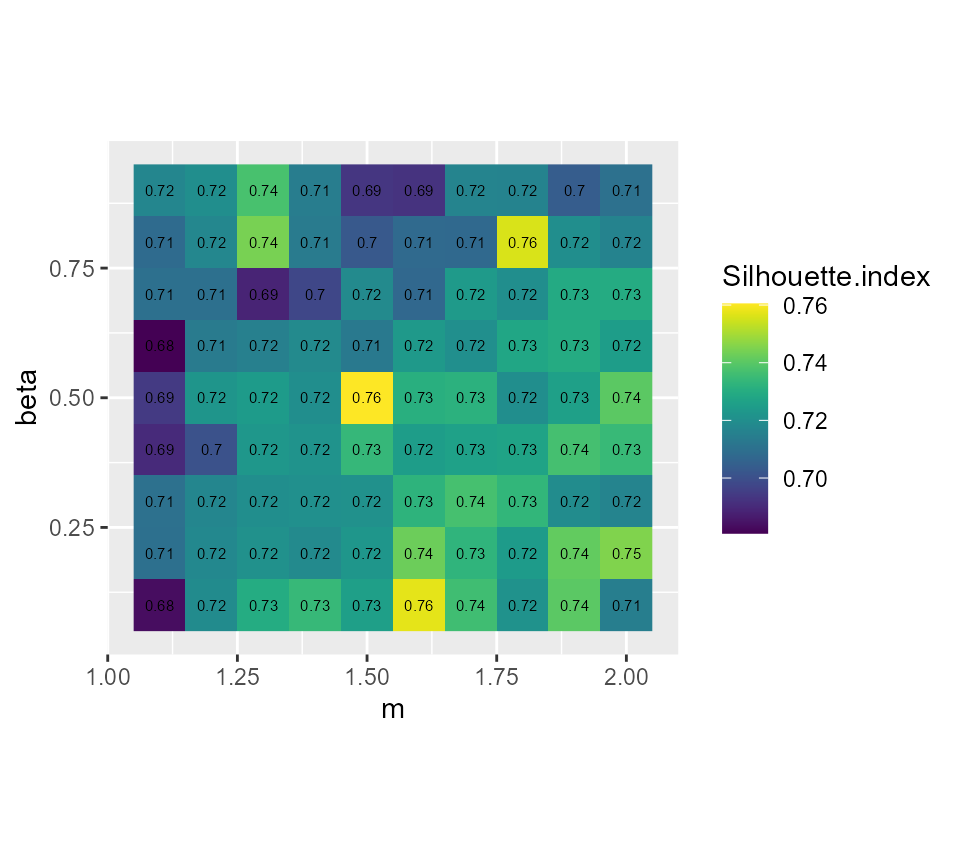 0.72 0.72 0.74 0.71 0.69 0.69 0.72 0.72 0.7 0.71
0.71 0.72 0.74 0.71 0.7 0.71 0.71 0.76 0.72 0.72
0.75
0.71 0.71 0.69 0.7 0.72 0.71 0.72 0.72 0.73 0.73
0.68 0.71 0.72 0.72 0.71 0.72 0.72 0.73 0.73 0.72
0.50
0.69 0.72 0.72 0.72 0.76 0.73 0.73 0.72 0.73 0.74
0.69 0.7 0.72 0.72 0.73 0.72 0.73 0.73 0.74 0.73
0.71 0.72 0.72 0.72 0.72 0.73 0.74 0.73 0.72 0.72
0.25
0.71 0.72 0.72 0.72 0.72 0.74 0.73 0.72 0.74 0.75
0.68 0.72 0.73 0.73 0.73 0.76 0.74 0.72 0.74 0.71
1.00 1.25 1.50 1.75 2.00
m
beta
Silhouette.index
0.76
0.74
0.72
0.70